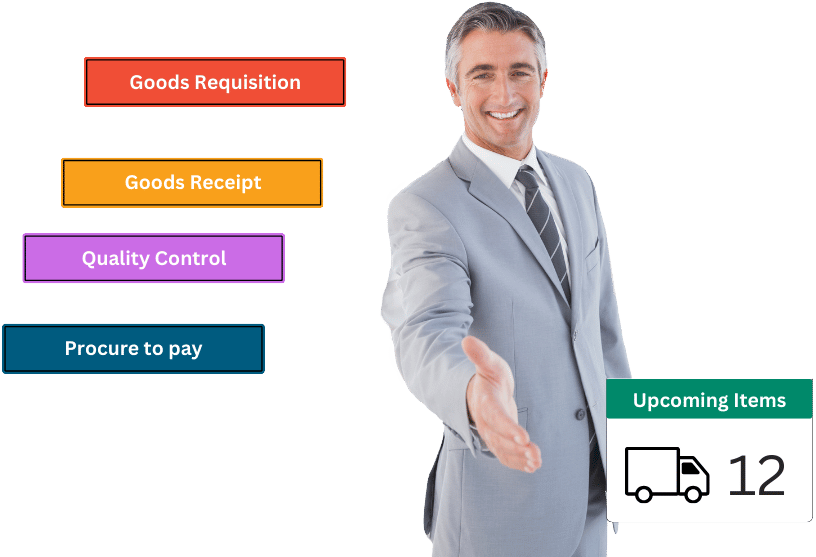 Goods Requisition
Goods Receipt
Quality Control
Procure to pay
Upcoming Items
12